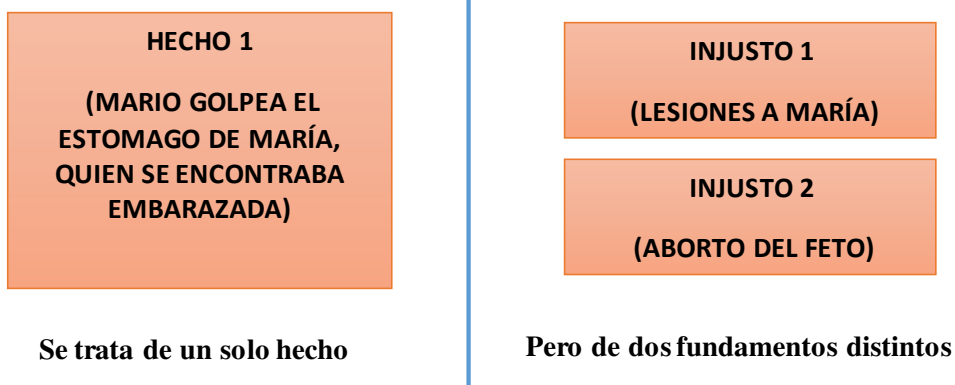 HECHO 1
(MARIO GOLPEA EL
ESTOMAGO DE MARÍA,
QUIEN SE ENCONTRABA
EMBARAZADA)
Se trata de un solo hecho
INJUSTO 1
(LESIONES A MARÍA)
INJUSTO 2
(ABORTO DEL FETO)
Pero de dos fundamentos distintos